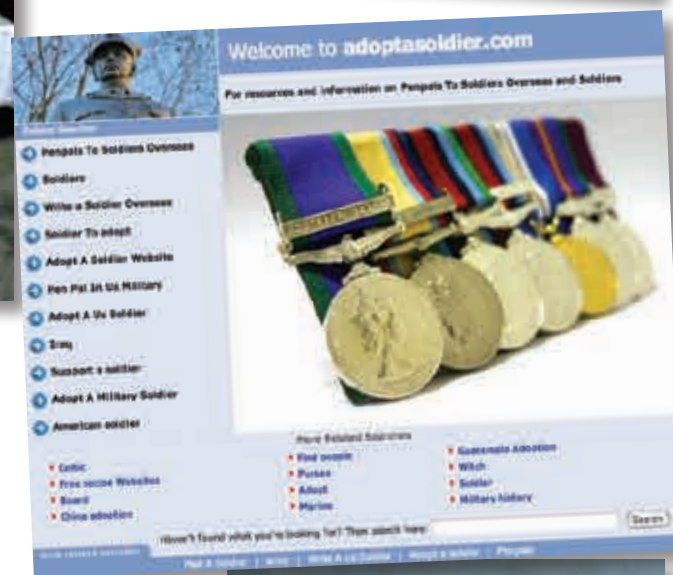 Welcome to adoptasoldier.com
For resources and information on Penpals To Soldiers Overseas and Soldiers
Penpals To Soldiers Overseas
Soldiers
Write a Soldier Overseas
Soldier To adopt
Adopt A Soldier Website
Pen Pal In Us Military
Adopt A Us Soldier
Iraq
Support a soldier
Adopt A Military Soldier
American soldier
More Related Searches
Celtic
Websites
Board
China adoption
Find people
Purses
Adopt
Marine
Guatemala Adoption
Witch
Soldier
Military history
Haven't found what you're looking for? Then search here:
Search